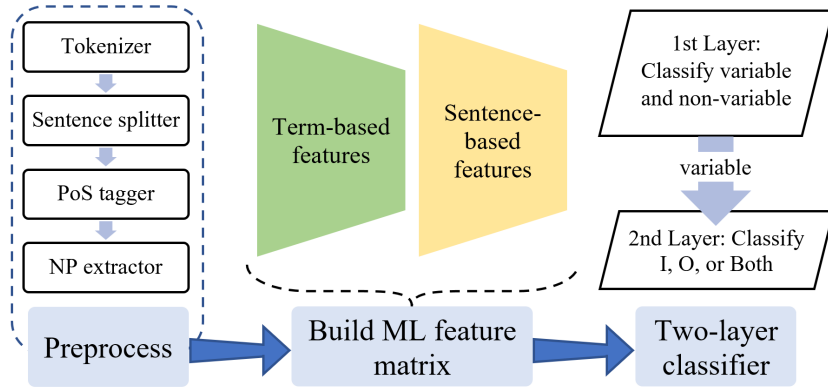 Tokenizer
Sentence splitter
PoS tagger
NP extractor
Preprocess
Term-based
features
Sentence-
based
features
Build ML feature
matrix
1st Layer:
Classify variable
and non-variable
variable
2nd Layer: Classify
I, O, or Both
Two-layer
classifier